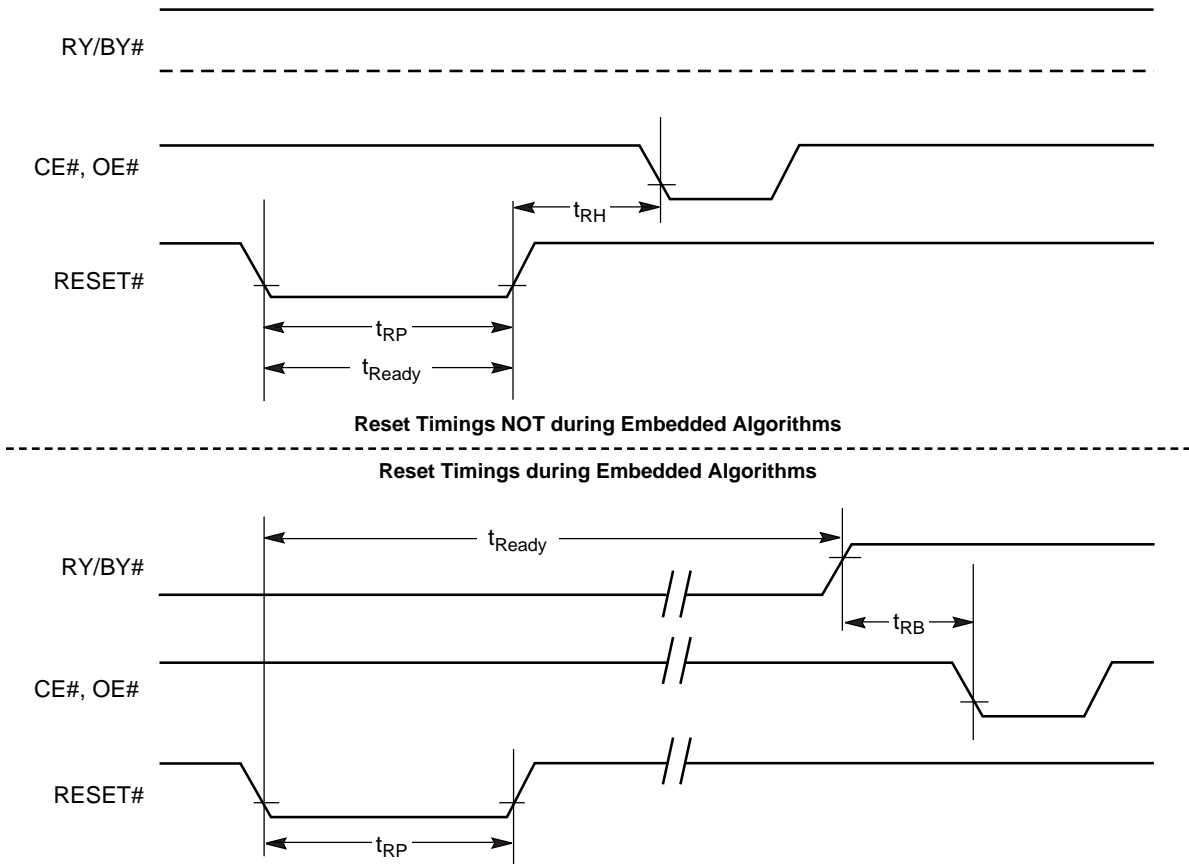 RY/BY#
CE#, OE#
tRH
RESET#
tRP
tReady
Reset Timings NOT during Embedded Algorithms
Reset Timings during Embedded Algorithms
tReady
RY/BY#
tRB
CE#, OE#
RESET#
tRP